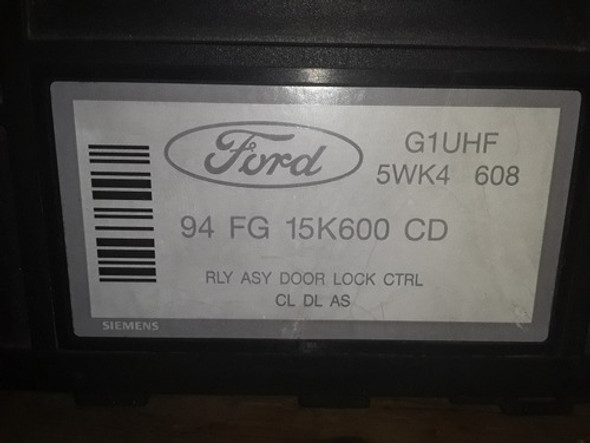 Ford
G1UHF
5WK4 608
94 FG 15K600 CD
RLY ASY DOOR LOCK CTRL
CL DL AS
SIEMENS